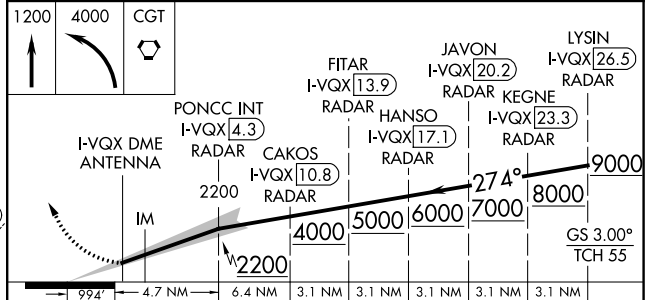 1200
4000
CGT
LYSIN
I-VQX 26.5
RADAR
JAVON
I-VQX 20.2
RADAR
FITAR
I-VQX 13.9
RADAR
KEGNE
I-VQX 23.3
RADAR
HANSO
I-VQX 17.1
RADAR
PONCC INT
I-VQX 4.3
RADAR
CAKOS
I-VQX 10.8
RADAR
I-VQX DME
ANTENNA
IM
2200
2200
4000
5000
6000
7000
8000
9000
274°
GS 3.00°
TCH 55
994'
4.7 NM
6.4 NM
3.1 NM
3.1 NM
3.1 NM
3.1 NM
3.1 NM